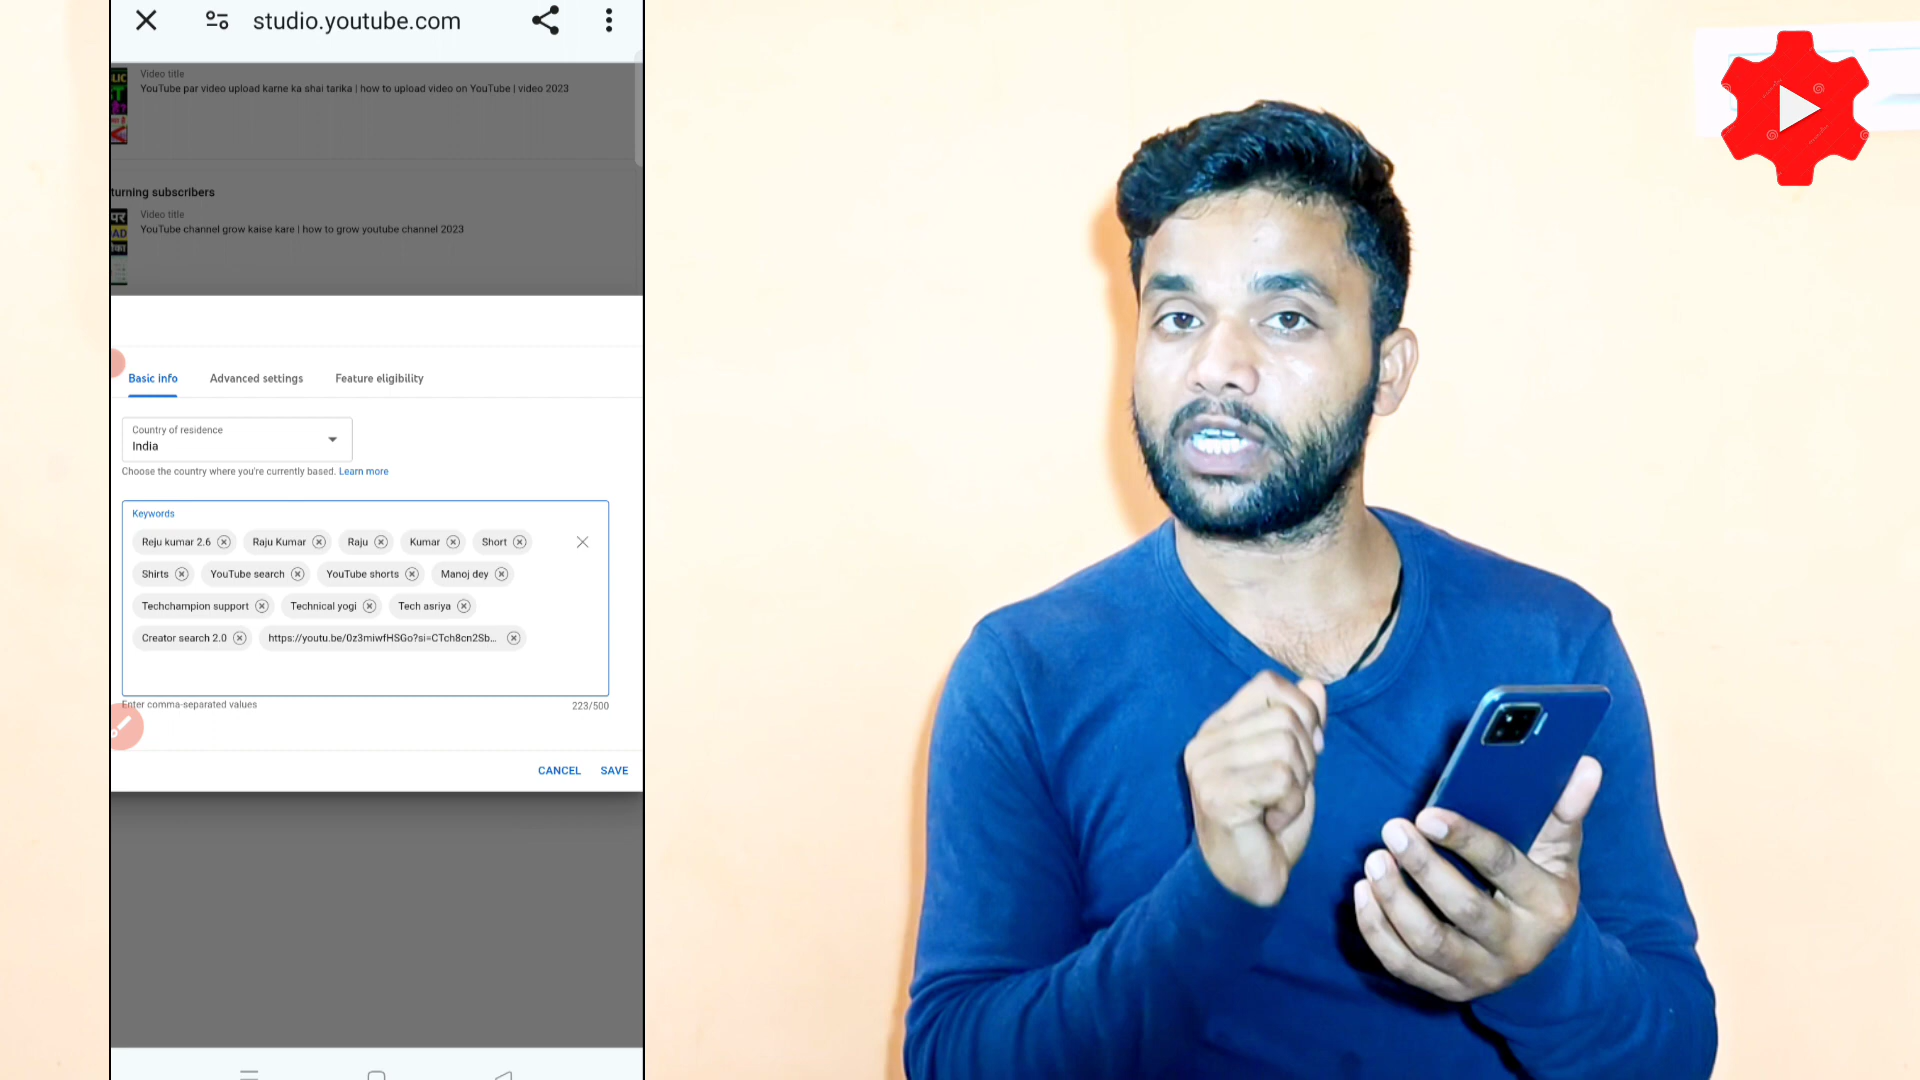 studio.youtube.com
Video title
YouTube par video upload karne ka shai tarika | how to upload video on YouTube | video 2023
turning subscribers
Video title
YouTube channel grow kaise kare | how to grow youtube channel 2023
Basic info Advanced settings Feature eligibility
Country of residence
India
Choose the country where you're currently based. Learn more
Keywords
Reju kumar 2.6 Raju Kumar Raju Kumar Short
Shirts YouTube search YouTube shorts Manoj dey
Techchampion support Technical yogi Tech asriya
Creator search 2.0 https://youtu.be/0z3miwfHSGo?si=CTch8cn2Sb...
Enter comma-separated values 223/500
CANCEL SAVE